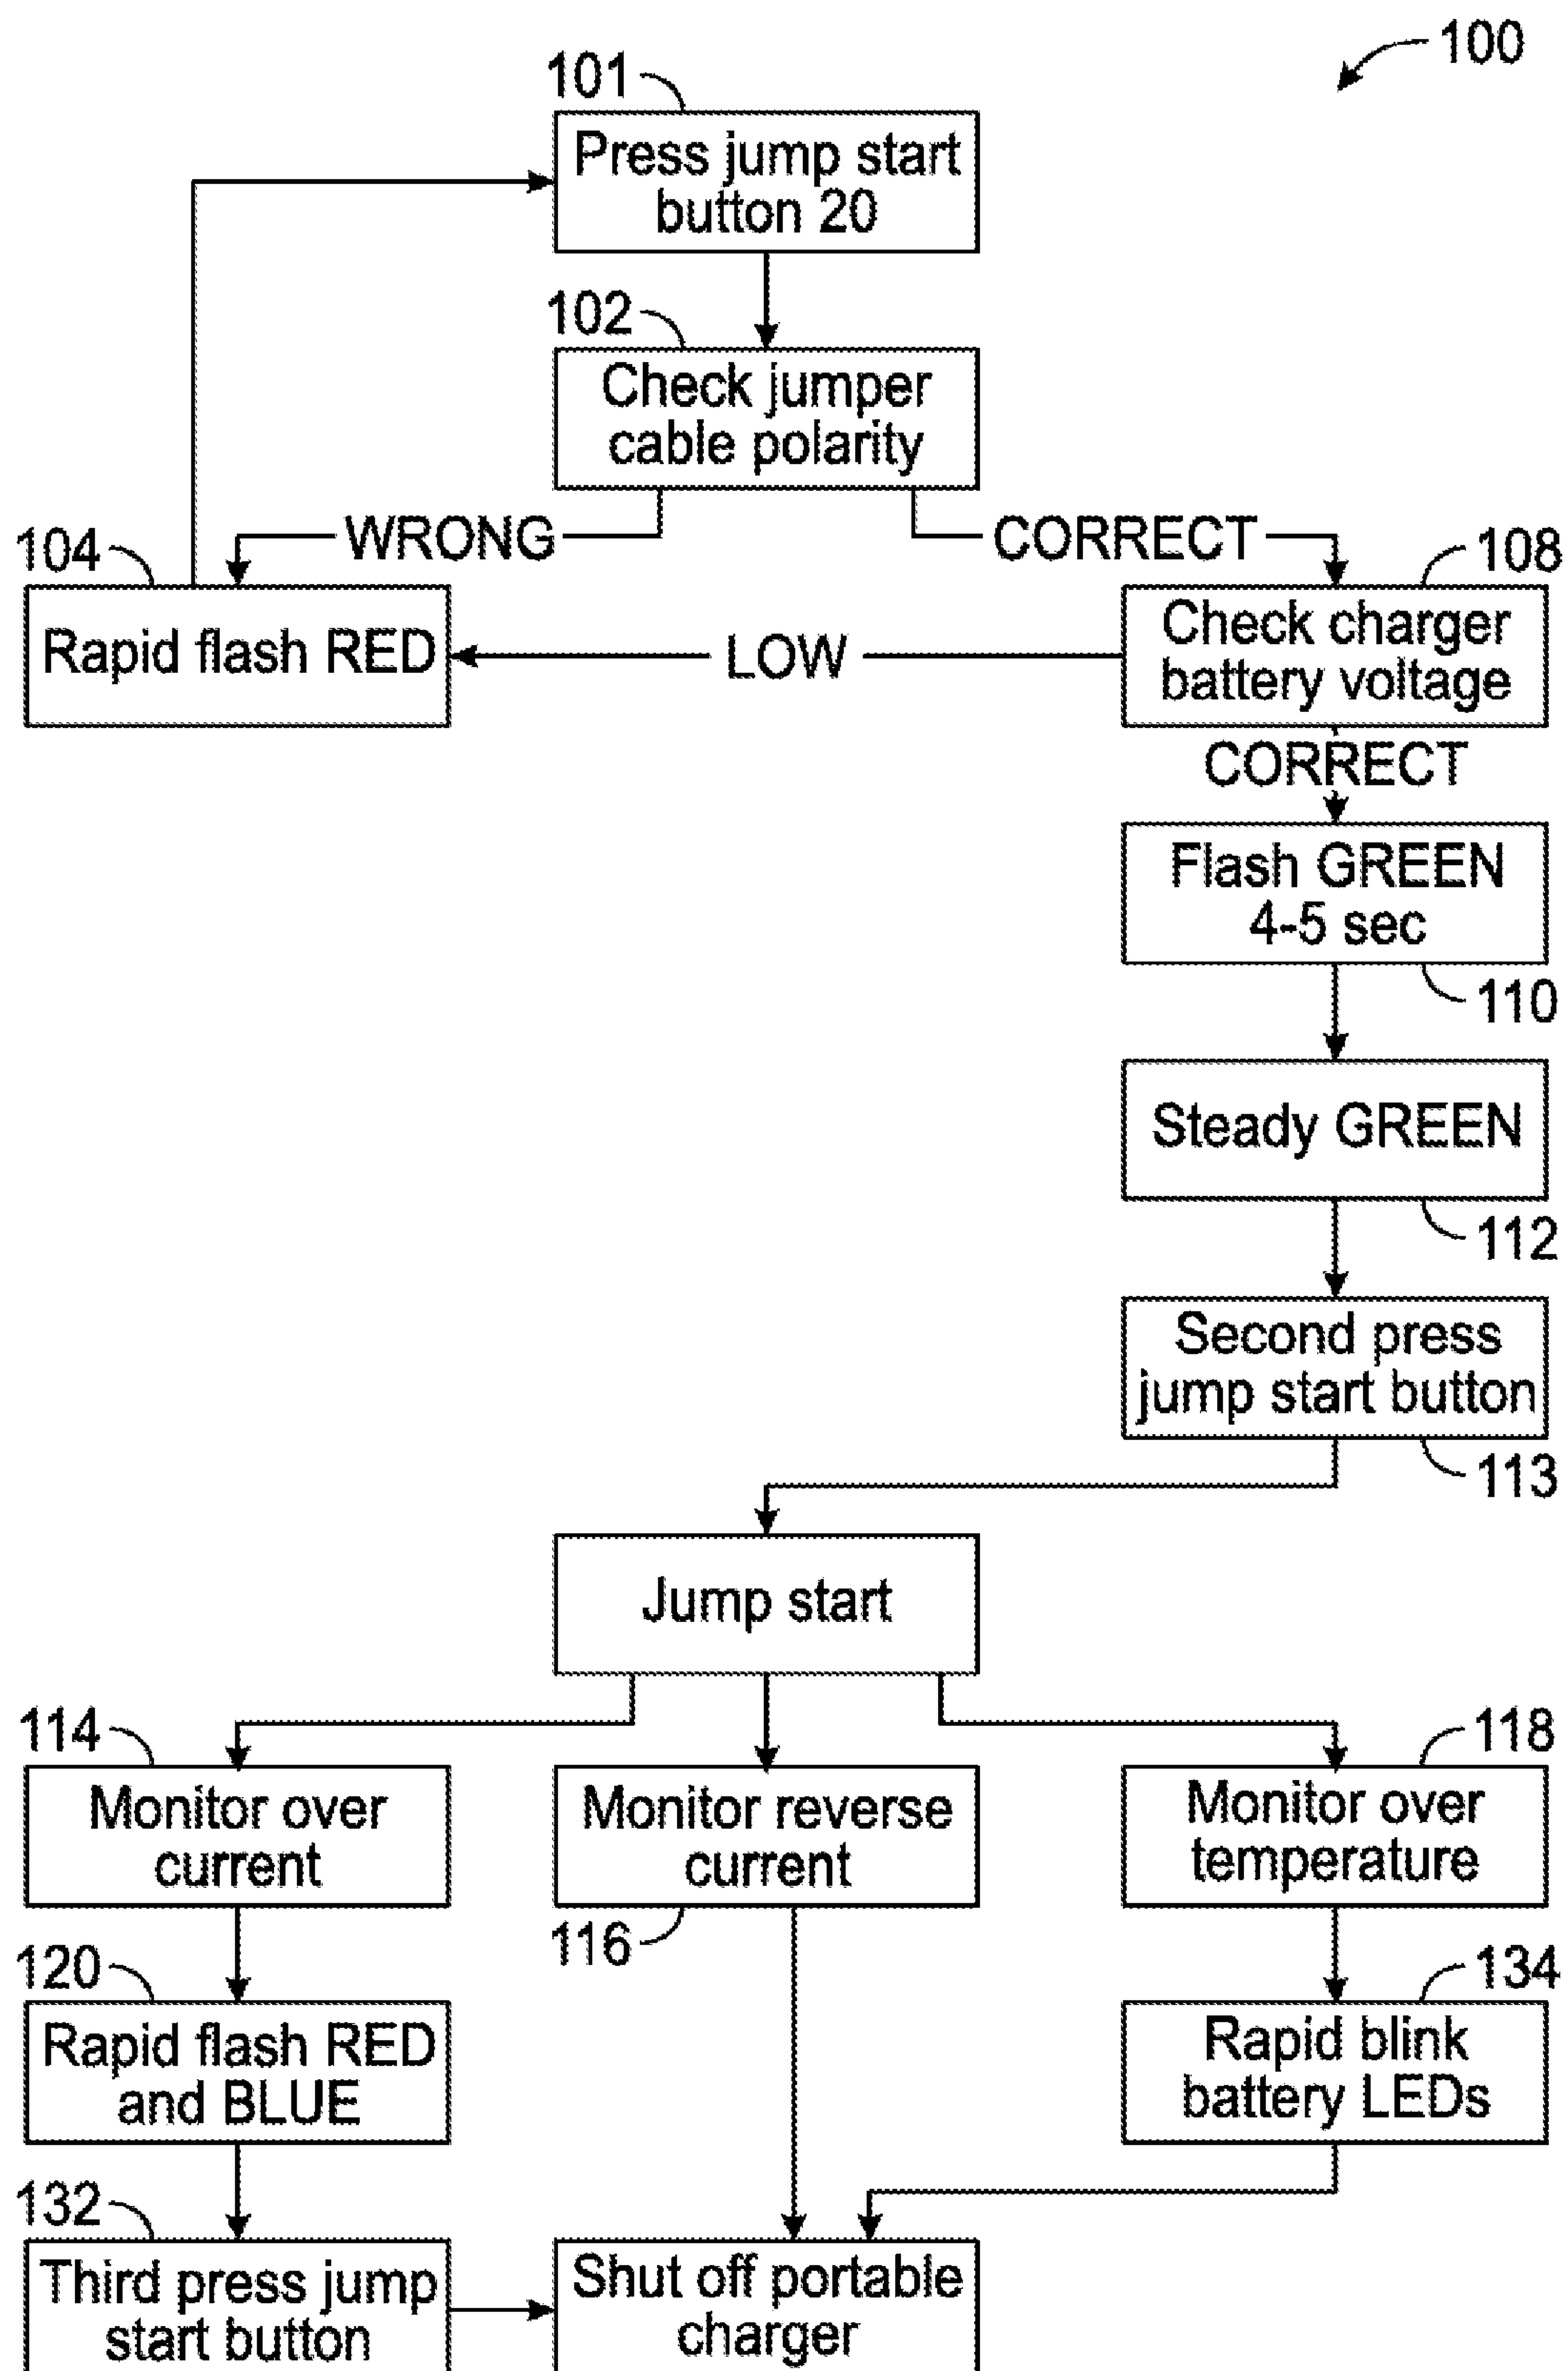 100
101
Press jump start
button 20
102
Check jumper
cable polarity
WRONG
CORRECT
104
108
Rapid flash RED
LOW
Check charger
battery voltage
CORRECT
Flash GREEN
4-5 sec
110
Steady GREEN
112
Second press
jump start button
113
Jump start
114
118
Monitor over
current
Monitor reverse
current
Monitor over
temperature
116
120
134
Rapid flash RED
and BLUE
Rapid blink
battery LEDs
132
Third press jump
start button
Shut off portable
charger